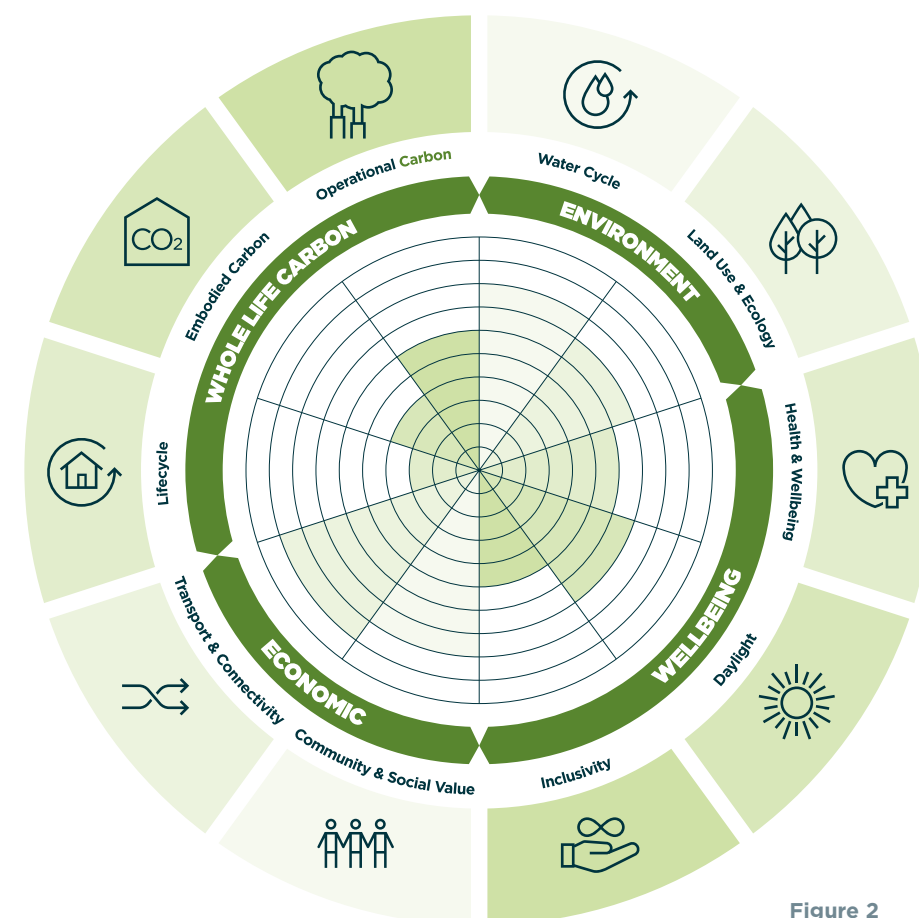 Operational Carbon
Water Cycle
ENVIRONMENT
WHOLE LIFE CARBON
Embodied Carbon
CO2
Land Use & Ecology
Lifecycle
Health & Wellbeing
Transport & Connectivity
ECONOMIC
WELLBEING
Daylight
Community & Social Value
Inclusivity
Figure 2